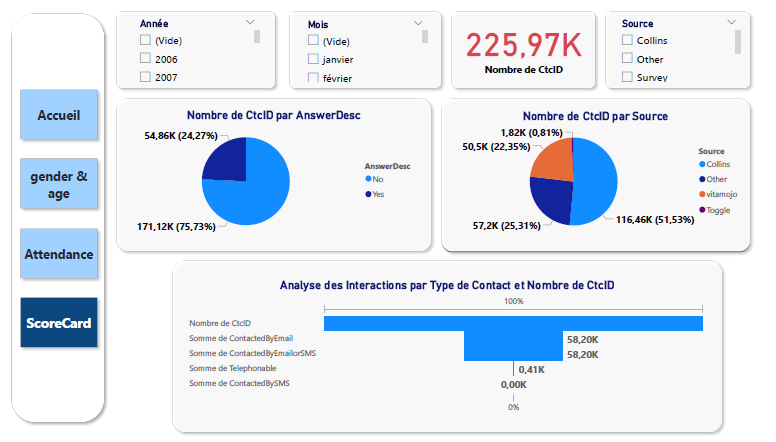 Accueil
gender &
age
Attendance
ScoreCard
Année
(Vide)
2006
2007
Mois
(Vide)
janvier
février
225,97K
Nombre de CtcID
Source
Collins
Other
Survey
Nombre de CtcID par AnswerDesc
54,86K (24,27%)
171,12K (75,73%)
AnswerDesc
No
Yes
Nombre de CtcID par Source
1,82K (0,81%)
50,5K (22,35%)
57,2K (25,31%)
116,46K (51,53%)
Source
Collins
Other
vitamojo
Toggle
Analyse des Interactions par Type de Contact et Nombre de CtcID
100%
Nombre de CtcID
Somme de ContactedByEmail
58,20K
Somme de ContactedByEmailorSMS
58,20K
Somme de Telephonable
0,41K
Somme de ContactedBySMS
0,00K
0%